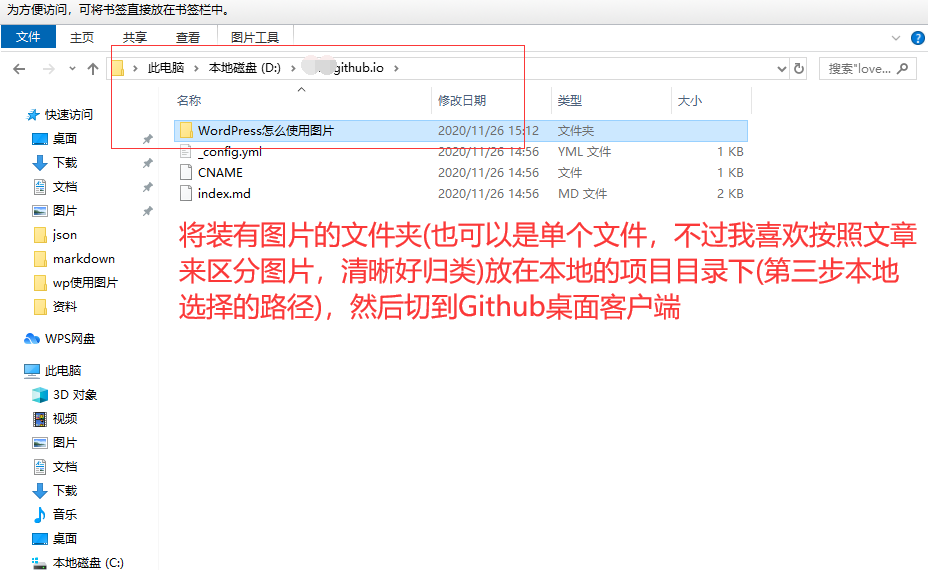 为方便访问，可将书签直接放在书签栏中。
文件 主页 共享 查看 图片工具
此电脑 本地磁盘 (D:) github.io 搜索"love...
名称 修改日期 类型 大小
WordPress怎么使用图片 2020/11/26 15:12 文件夹
_config.yml 2020/11/26 14:56 YML 文件 1 KB
CNAME 2020/11/26 14:56 文件 1 KB
index.md 2020/11/26 14:56 MD 文件 2 KB
快速访问
桌面
下载
文档
图片
json
markdown
wp使用图片
资料
WPS网盘
此电脑
3D 对象
视频
图片
文档
下载
音乐
桌面
本地磁盘 (C:)
将装有图片的文件夹(也可以是单个文件，不过我喜欢按照文章
来区分图片，清晰好归类)放在本地的项目目录下(第三步本地
选择的路径)，然后切到Github桌面客户端